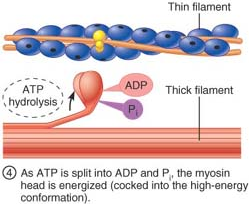 Thin filament
ATP
hydrolysis
ADP
Pi
Thick filament
4 As ATP is split into ADP and Pi, the myosin
head is energized (cocked into the high-energy
conformation).